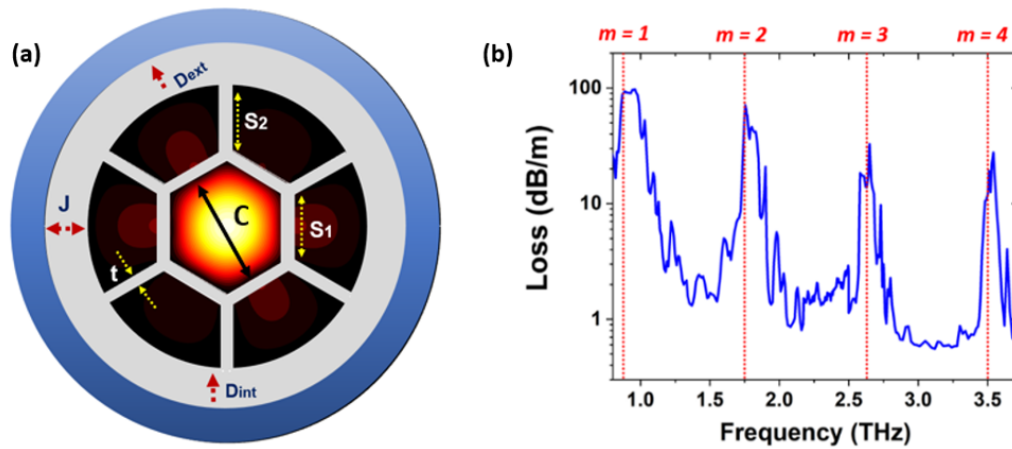 (a)
Dext
S2
J
C
S1
t
Dint
(b)
m = 1 m = 2 m = 3 m = 4
Loss (dB/m)
100
10
1
1.0 1.5 2.0 2.5 3.0 3.5
Frequency (THz)